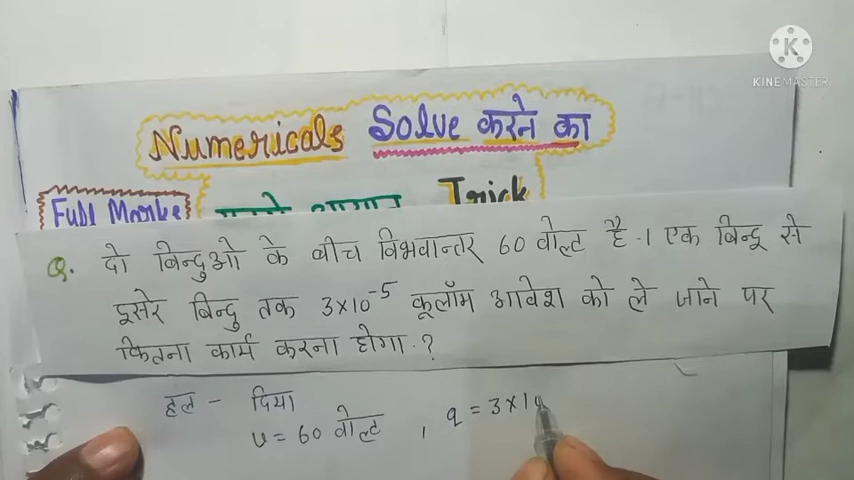 KINEMASTER
Numericals Solve करने का
Trick
Full Marke
Q. दो बिन्दुओ के बीच विभवान्तर 60 वोल्ट है । एक बिन्दू से
दूसरे बिन्दु तक 3×10⁻⁵ कूलॉम आवेश को ले जाने पर
कितना कार्म करना होगा ?
हल - दिया
v = 60 वोल्ट , q = 3×10